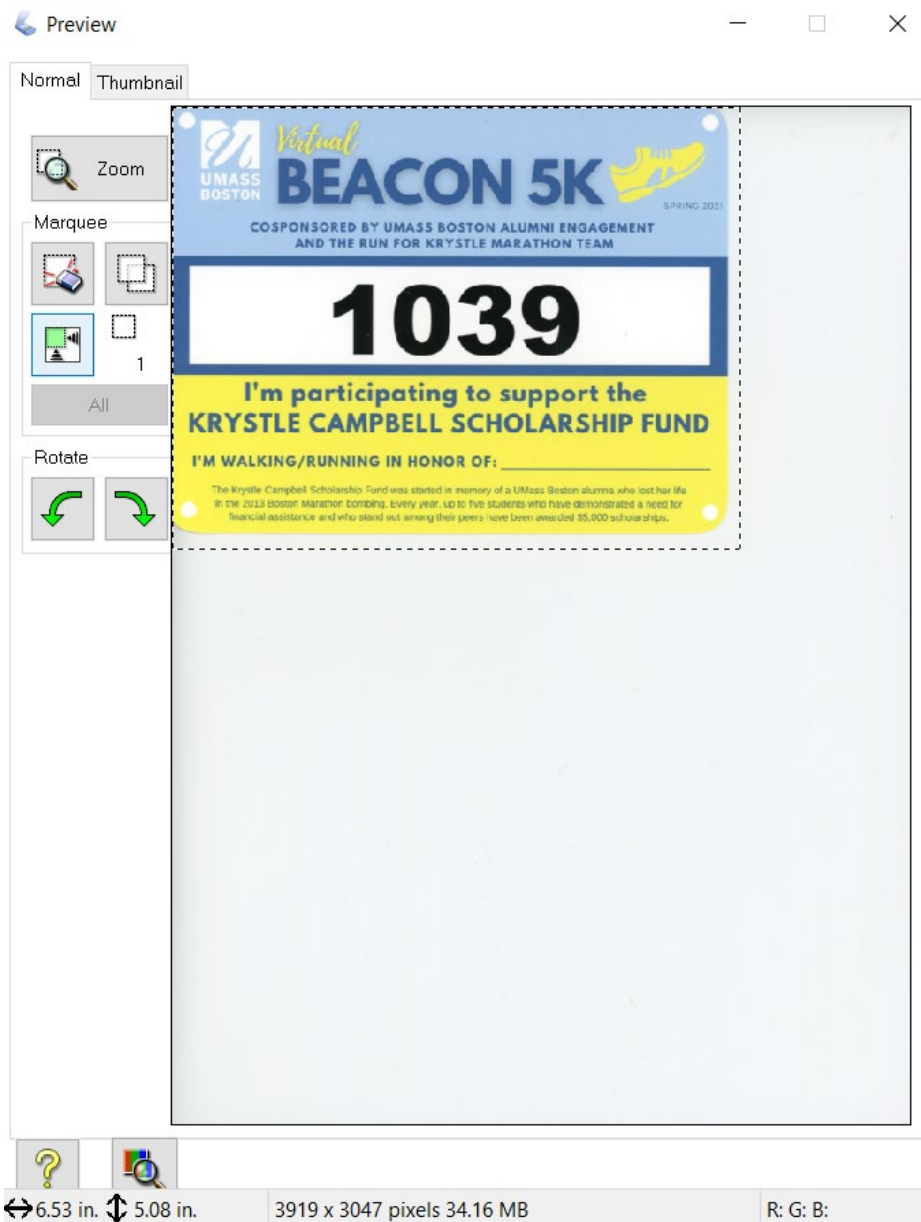 Preview
Normal Thumbnail
Zoom
Marquee
1
All
Rotate
UMASS
BOSTON
Virtual
BEACON 5K
SPRING 2021
COSPONSORED BY UMASS BOSTON ALUMNI ENGAGEMENT
AND THE RUN FOR KRYSTLE MARATHON TEAM
1039
I'm participating to support the
KRYSTLE CAMPBELL SCHOLARSHIP FUND
I'M WALKING/RUNNING IN HONOR OF:
The Krystle Campbell Scholarship Fund was started in memory of a UMass Boston alumna who lost her life
in the 2013 Boston Marathon bombing. Every year, up to five students who have demonstrated a need for
financial assistance and who stand out among their peers have been awarded $5,000 scholarships.
6.53 in. 5.08 in. 3919 x 3047 pixels 34.16 MB R: G: B: